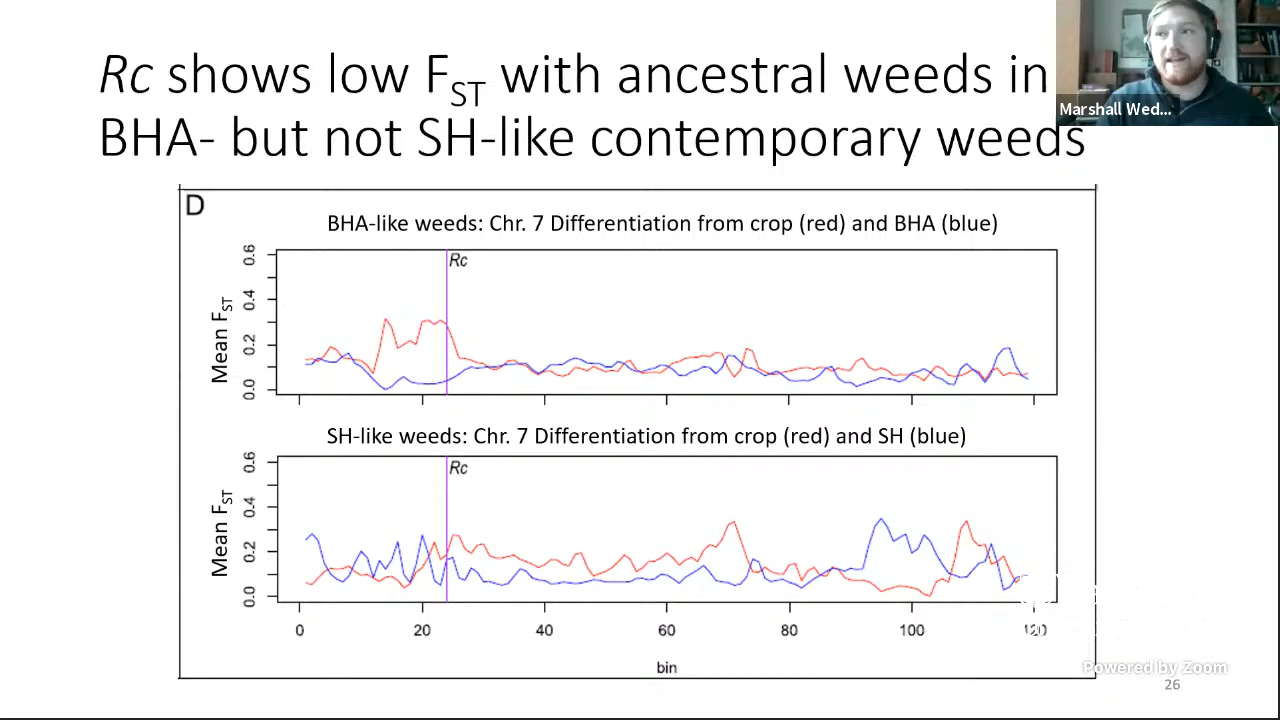 Rc shows low FST with ancestral weeds in
BHA- but not SH-like contemporary weeds
Marshall Wed...
D
BHA-like weeds: Chr. 7 Differentiation from crop (red) and BHA (blue)
Mean FST
0.6
0.4
0.2
0.0
Rc
SH-like weeds: Chr. 7 Differentiation from crop (red) and SH (blue)
Mean FST
0.6
0.4
0.2
0.0
Rc
0 20 40 60 80 100 120
bin
Powered by Zoom
26